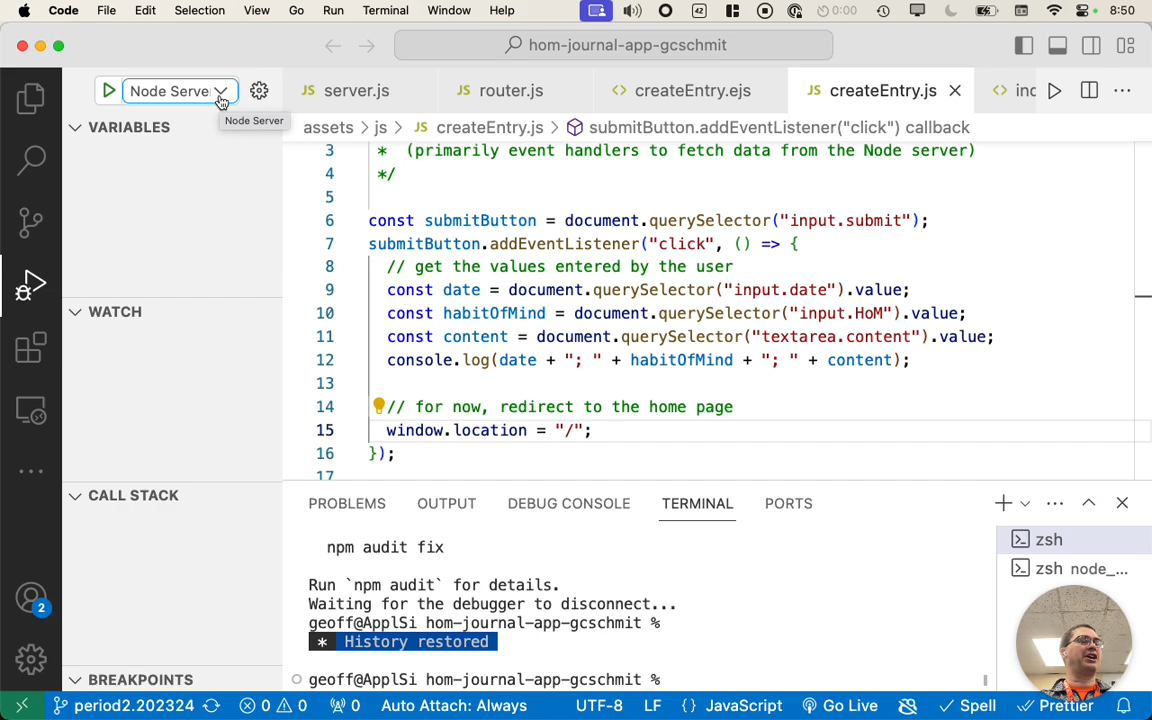 Code File Edit Selection View Go Run Terminal Window Help 42 0:00 8:50
hom-journal-app-gcschmit
Node Serve JS server.js JS router.js <> createEntry.ejs JS createEntry.js <> inc
Node Server
VARIABLES
assets > js > JS createEntry.js > submitButton.addEventListener("click") callback
3 * (primarily event handlers to fetch data from the Node server)
4 */
5
6 const submitButton = document.querySelector("input.submit");
7 submitButton.addEventListener("click", () => {
8 // get the values entered by the user
9 const date = document.querySelector("input.date").value;
10 const habitOfMind = document.querySelector("input.HoM").value;
11 const content = document.querySelector("textarea.content").value;
12 console.log(date + "; " + habitOfMind + "; " + content);
13
14 // for now, redirect to the home page
15 window.location = "/";
16 });
17
WATCH
CALL STACK
BREAKPOINTS
PROBLEMS OUTPUT DEBUG CONSOLE TERMINAL PORTS
npm audit fix
Run `npm audit` for details.
Waiting for the debugger to disconnect...
geoff@ApplSi hom-journal-app-gcschmit %
* History restored
geoff@ApplSi hom-journal-app-gcschmit %
zsh
zsh node_...
2
period2.202324 0 0 0 Auto Attach: Always UTF-8 LF {} JavaScript Go Live Spell Prettier